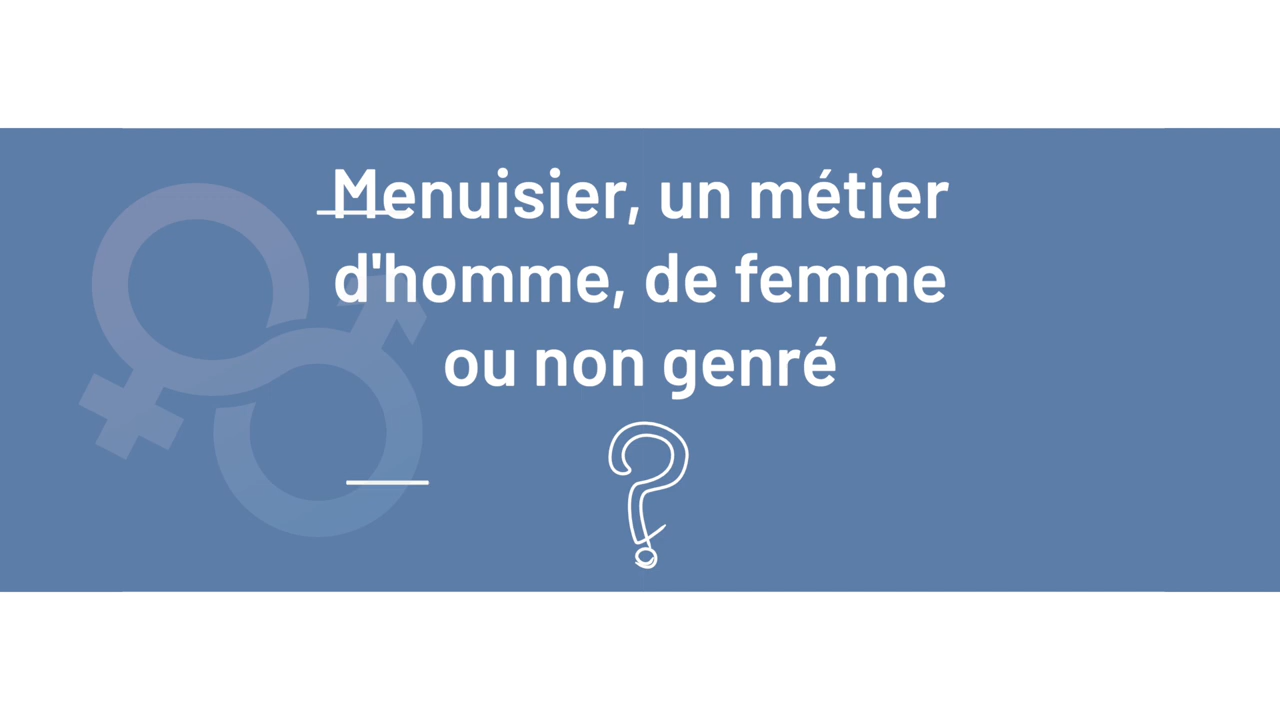 Menuisier, un métier
d'homme, de femme
ou non genré
?